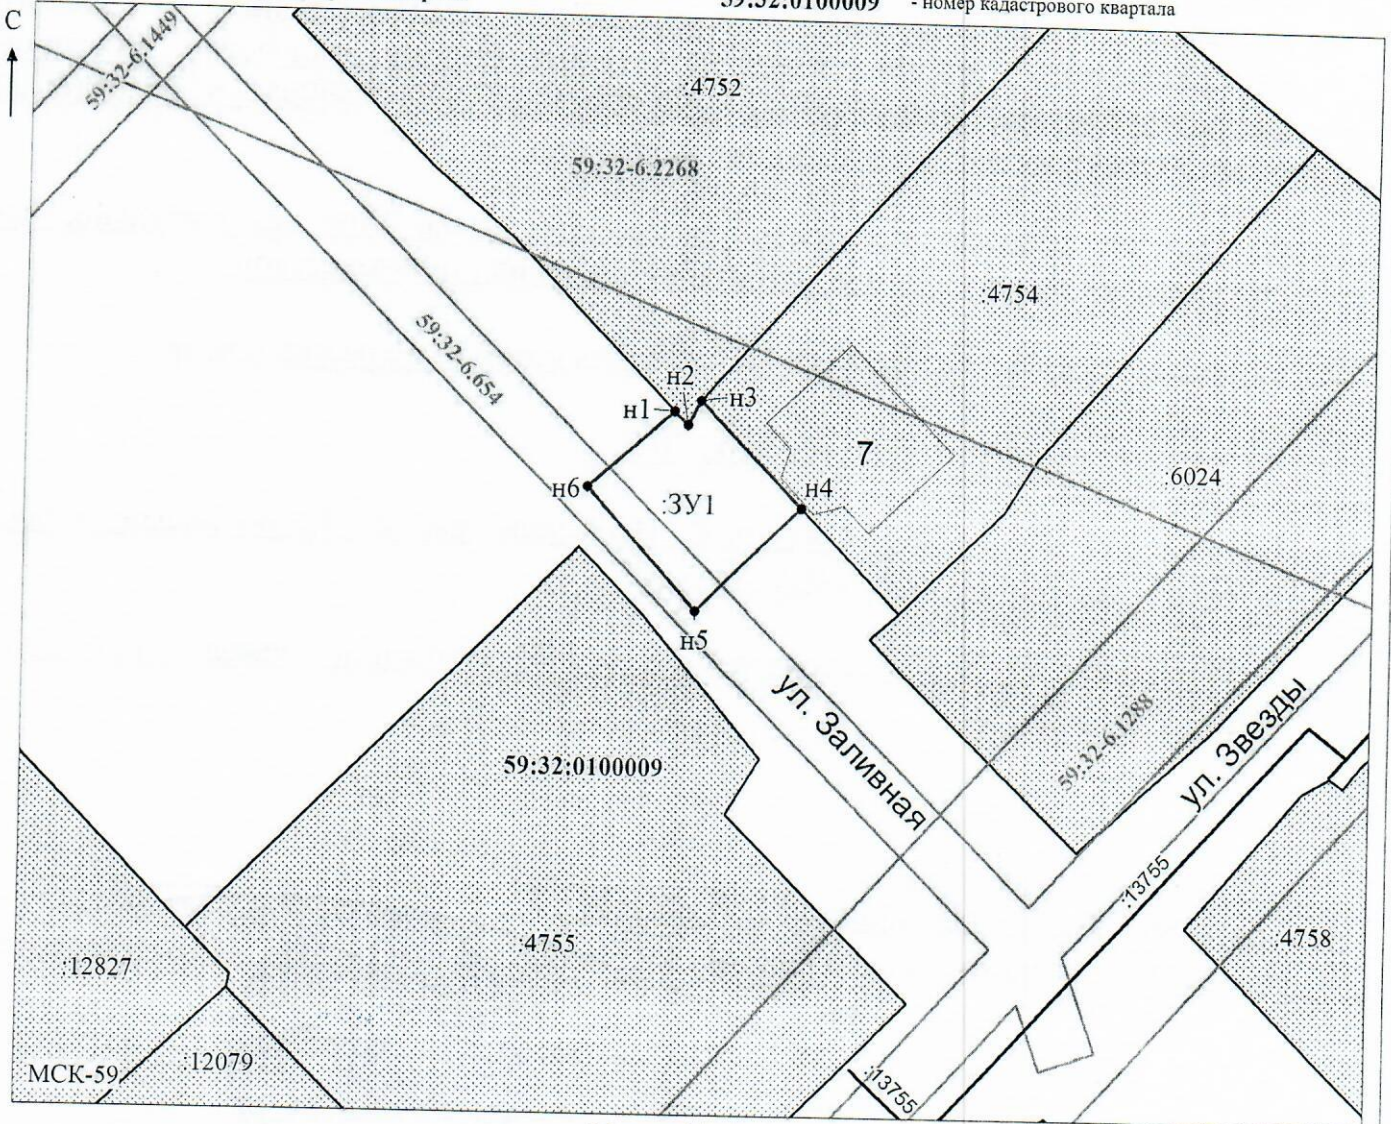 59:32:0100009 - номер кадастрового квартала
С
59:32-6.1449
:4752
59:32-6.2268
:4754
59:32-6.654
н2
н1
н3
7
6024
н6
:ЗУ1
н4
н5
ул. Заливная
59:32-6.1288
ул. Звезды
59:32:0100009
:13755
:4755
:4758
:12827
:12079
МСК-59
:13755